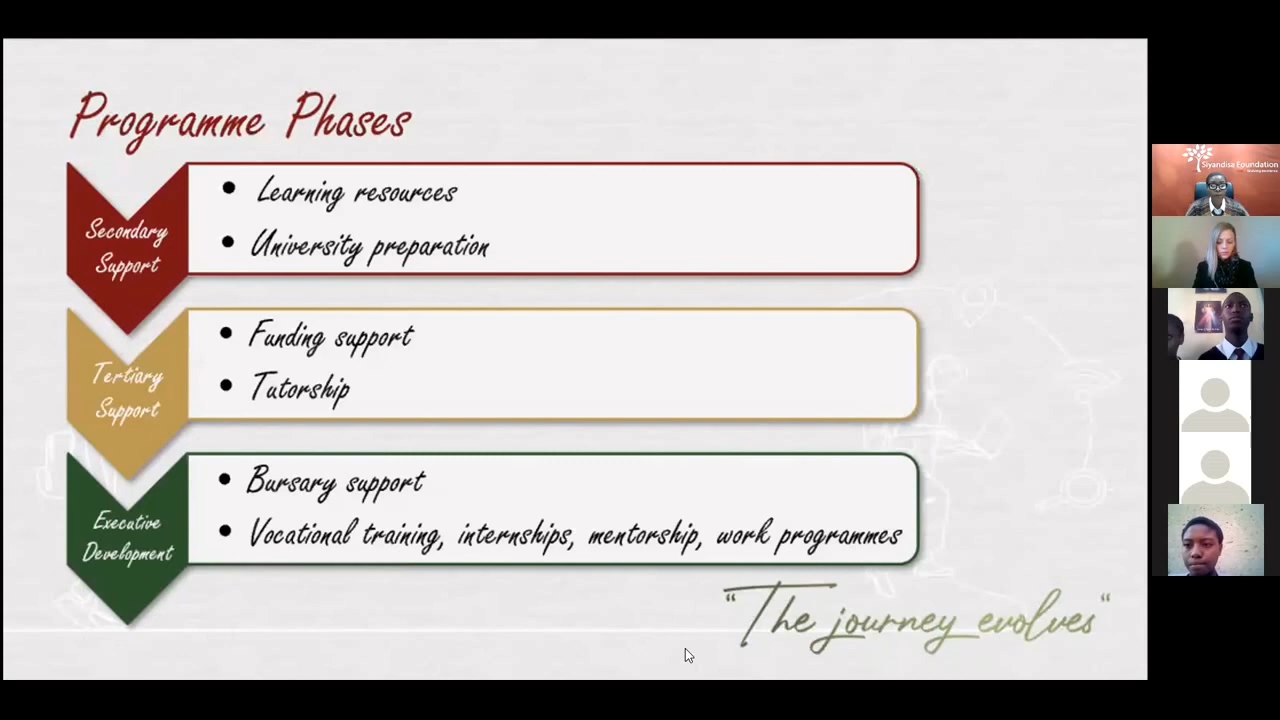 Programme Phases
Secondary
Support
• Learning resources
• University preparation
Tertiary
Support
• Funding support
• Tutorship
Executive
Development
• Bursary support
• Vocational training, internships, mentorship, work programmes
"The journey evolves"
Siyandisa Foundation